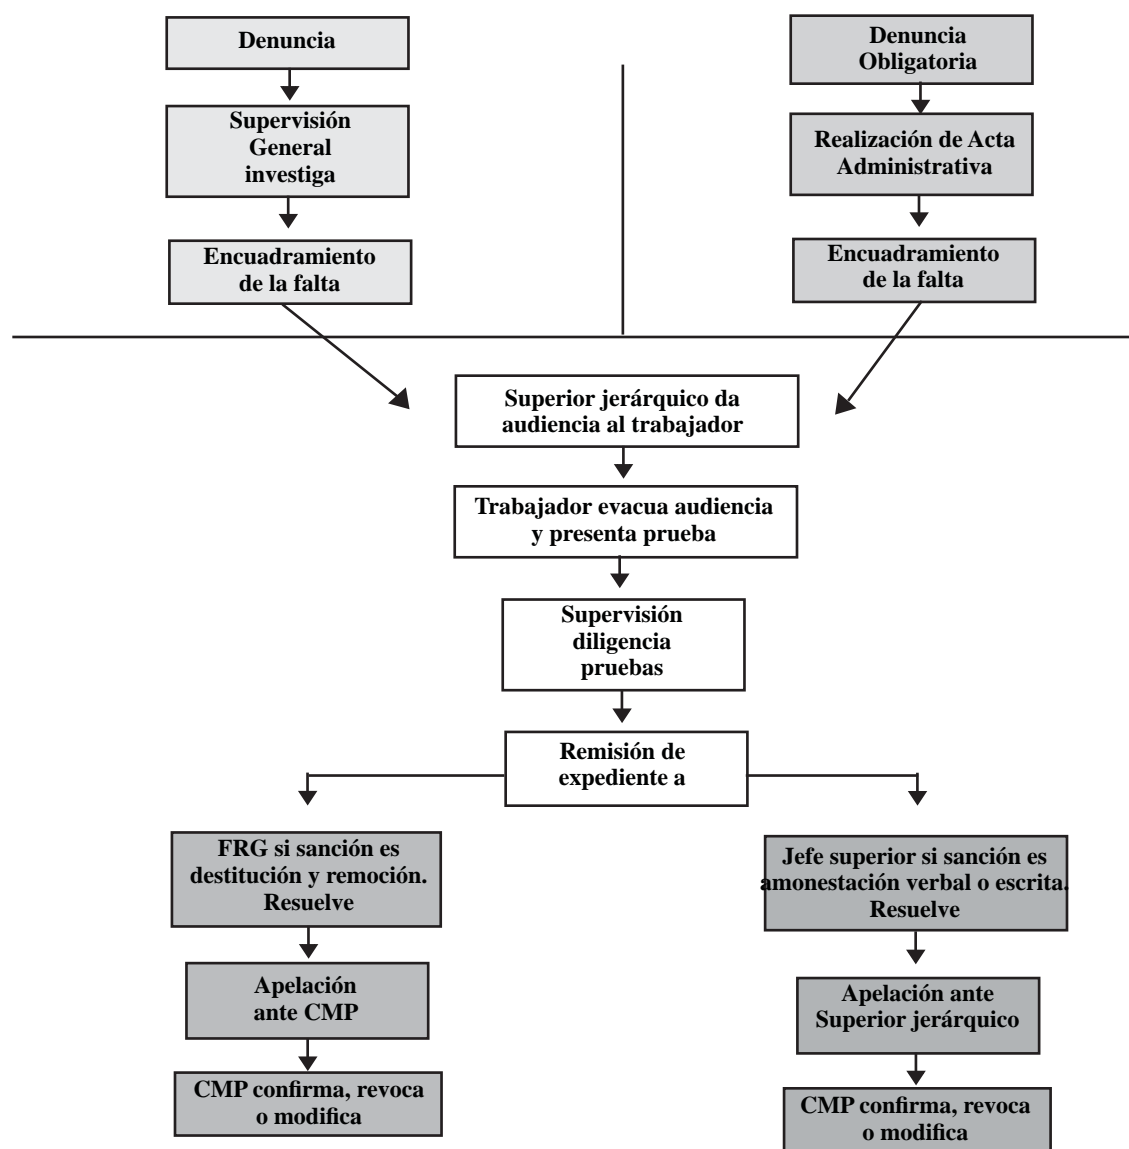 Denuncia
Supervisión
General
investiga
Encuadramiento
de la falta
Denuncia
Obligatoria
Realización de Acta
Administrativa
Encuadramiento
de la falta
Superior jerárquico da
audiencia al trabajador
Trabajador evacua audiencia
y presenta prueba
Supervisión
diligencia
pruebas
Remisión de
expediente a
FRG si sanción es
destitución y remoción.
Resuelve
Apelación
ante CMP
CMP confirma, revoca
o modifica
Jefe superior si sanción es
amonestación verbal o escrita.
Resuelve
Apelación ante
Superior jerárquico
CMP confirma, revoca
o modifica